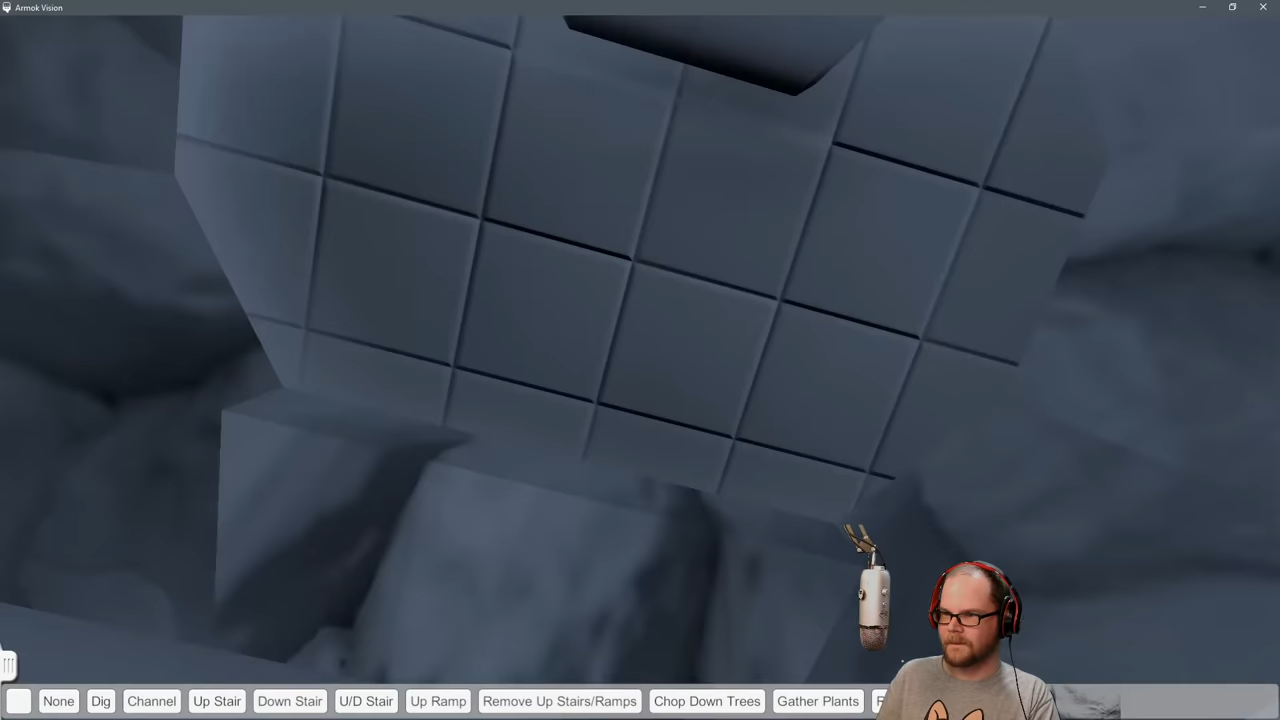 Armok Vision
None Dig Channel Up Stair Down Stair U/D Stair Up Ramp Remove Up Stairs/Ramps Chop Down Trees Gather Plants